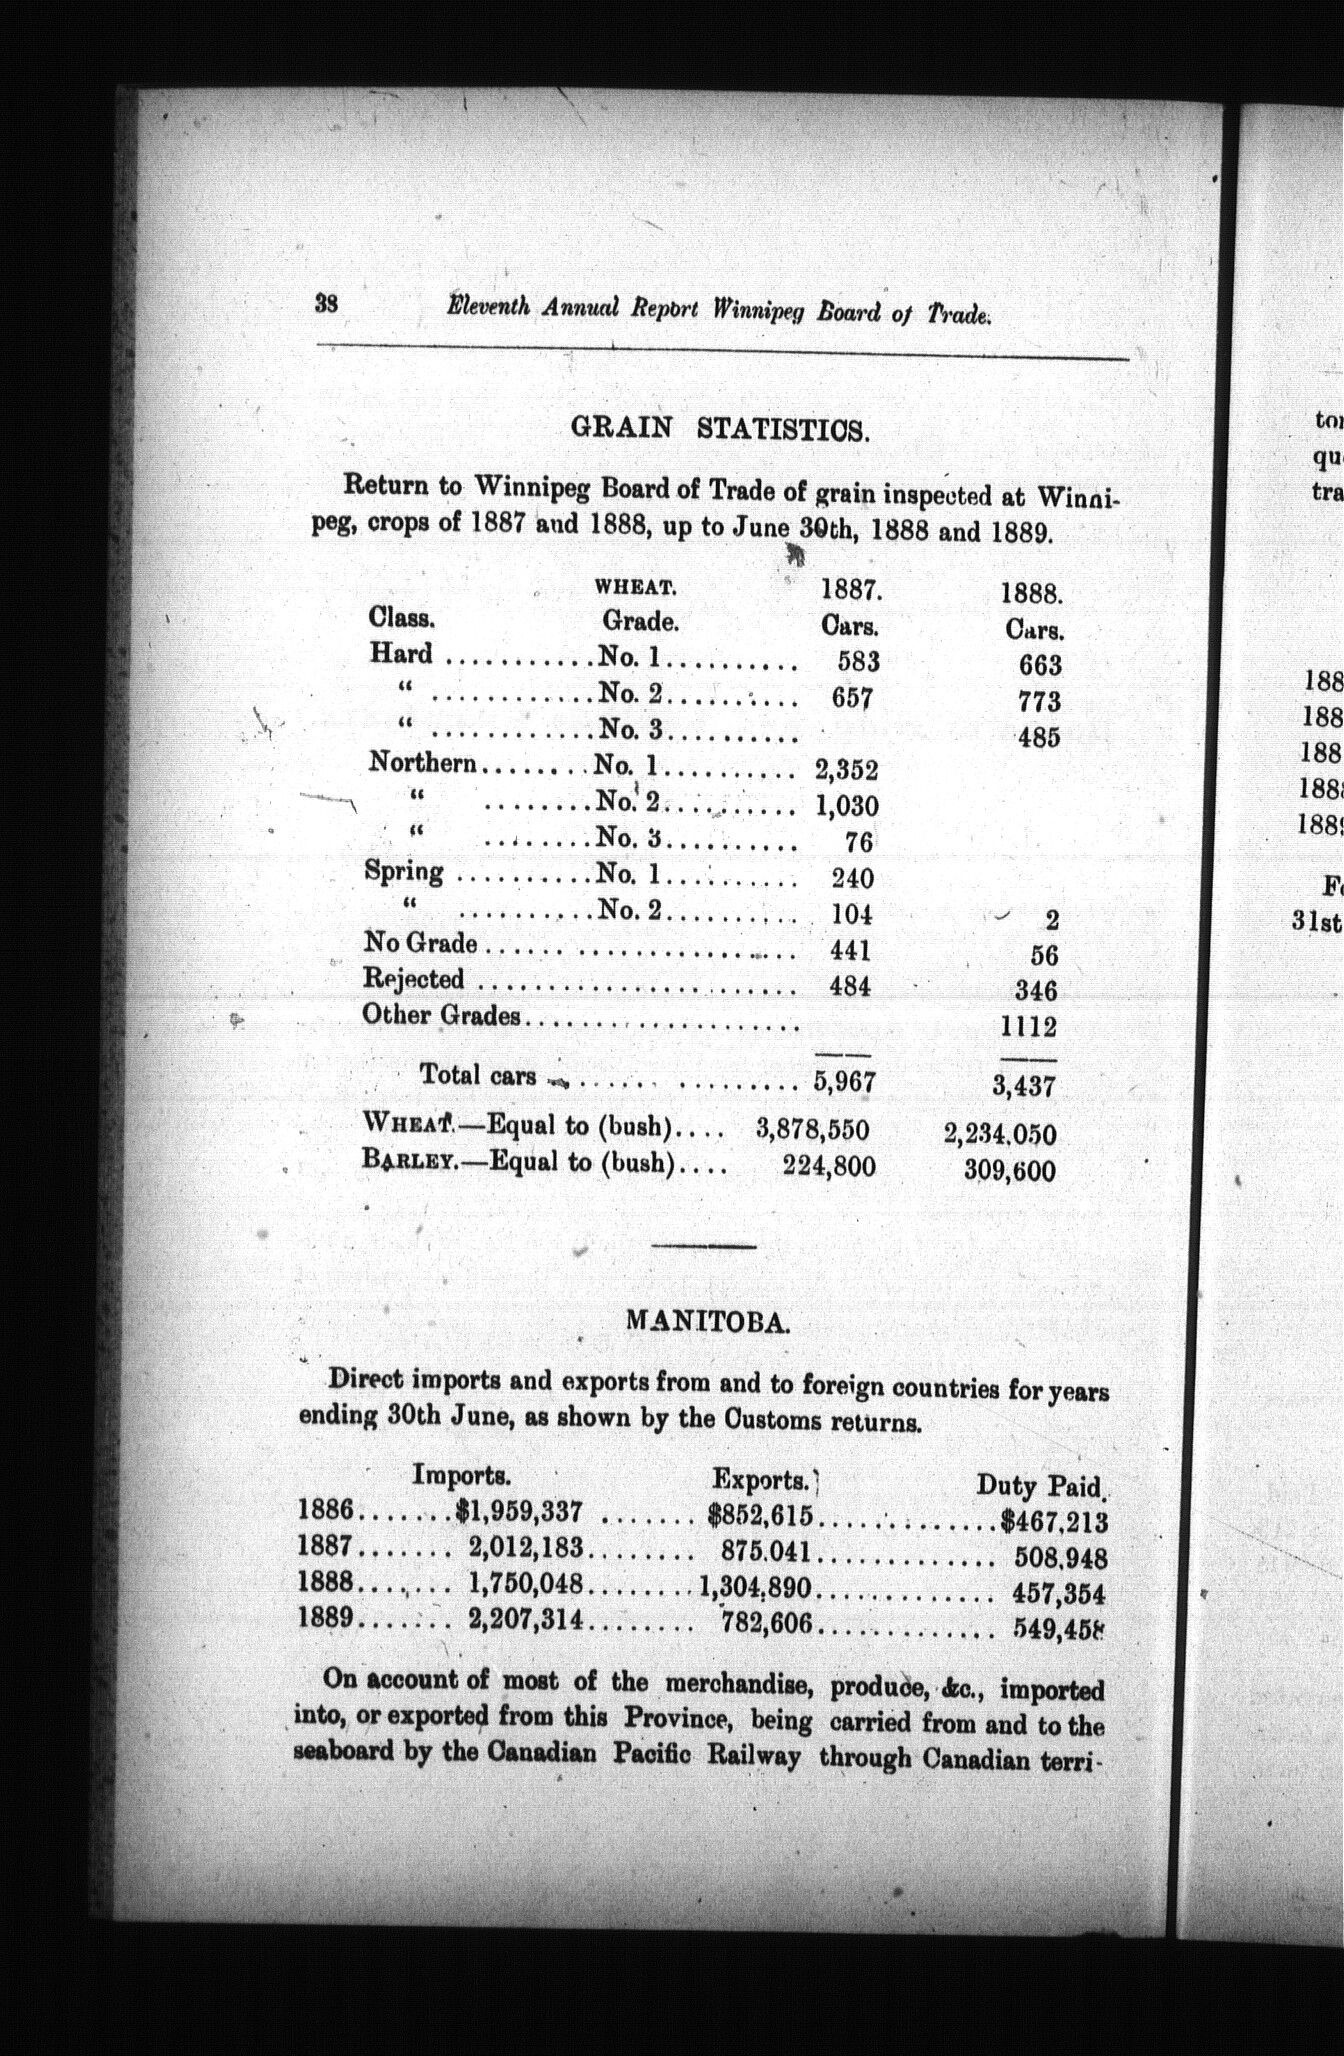 38 Eleventh Annual Report Winnipeg Board of Trade.
GRAIN STATISTICS.
Return to Winnipeg Board of Trade of grain inspected at Winni-
peg, crops of 1887 and 1888, up to June 30th, 1888 and 1889.
WHEAT. 1887. 1888.
Class. Grade. Cars. Cars.
Hard ...........No. 1.......... 583 663
“ ............No. 2.......... 657 773
“ ............No. 3.......... 485
Northern........No. 1.......... 2,352
“ ........No. 2.......... 1,030
“ ........No. 3.......... 76
Spring ..........No. 1.......... 240
“ ..........No. 2.......... 104 2
No Grade...................... 441 56
Rejected ....................... 484 346
Other Grades.................... 1112
Total cars .................. 5,967 3,437
WHEAT.—Equal to (bush).... 3,878,550 2,234.050
BARLEY.—Equal to (bush).... 224,800 309,600
MANITOBA.
Direct imports and exports from and to foreign countries for years
ending 30th June, as shown by the Customs returns.
Imports. Exports. Duty Paid.
1886.......$1,959,337 ....... $852,615.............$467,213
1887....... 2,012,183........ 875.041............. 508,948
1888....... 1,750,048........1,304,890............. 457,354
1889....... 2,207,314........ 782,606............. 549,458
On account of most of the merchandise, produce, &c., imported
into, or exported from this Province, being carried from and to the
seaboard by the Canadian Pacific Railway through Canadian terri-
tra
188
188
188
188
1889
31st